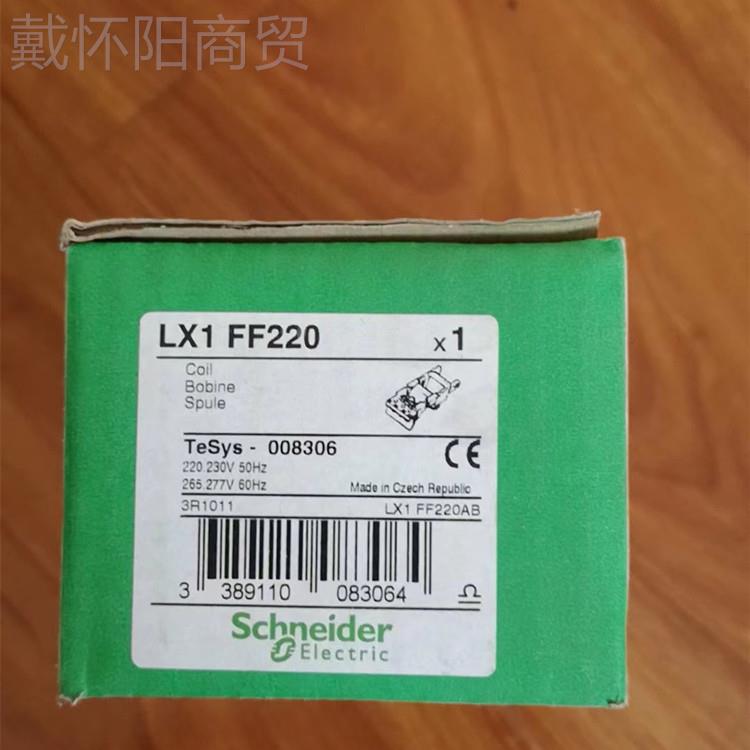 戴怀阳商贸
LX1 FF220 x1
Coil
Bobine
Spule
TeSys - 008306
220.230V 50Hz
265.277V 60Hz
CE
Made in Czech Republic
3R1011 LX1 FF220AB
3 389110 083064
Schneider
Electric